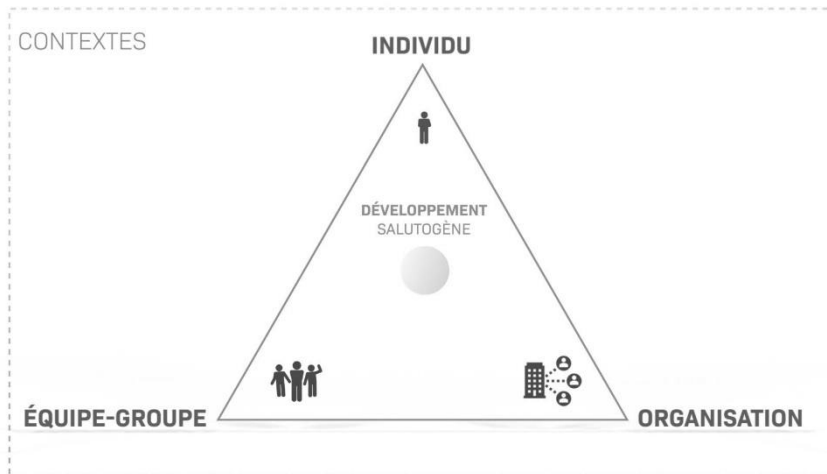 CONTEXTES
INDIVIDU
DÉVELOPPEMENT
SALUTOGÈNE
ÉQUIPE-GROUPE
ORGANISATION